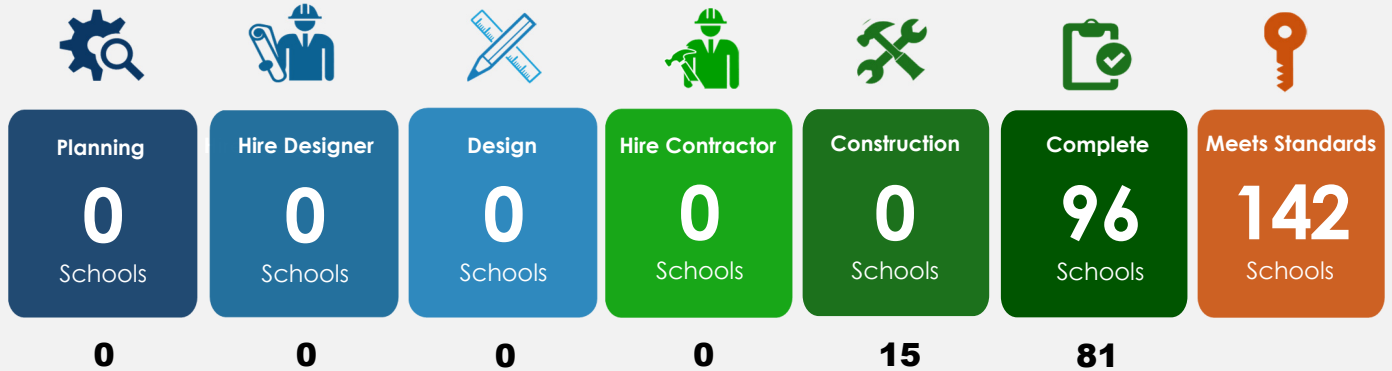 Planning Hire Designer Design Hire Contractor Construction Complete Meets Standards
0 0 0 0 0 96 142
Schools Schools Schools Schools Schools Schools Schools
0 0 0 0 15 81